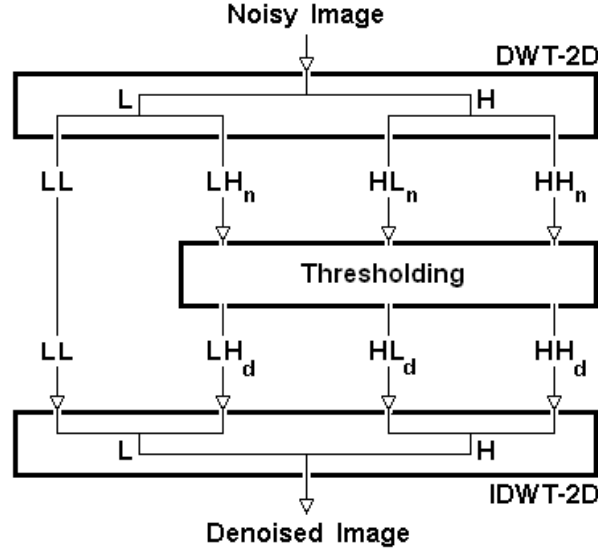 Noisy Image
DWT-2D
L H
LL LHn HLn HHn
Thresholding
LL LHd HLd HHd
L H
IDWT-2D
Denoised Image